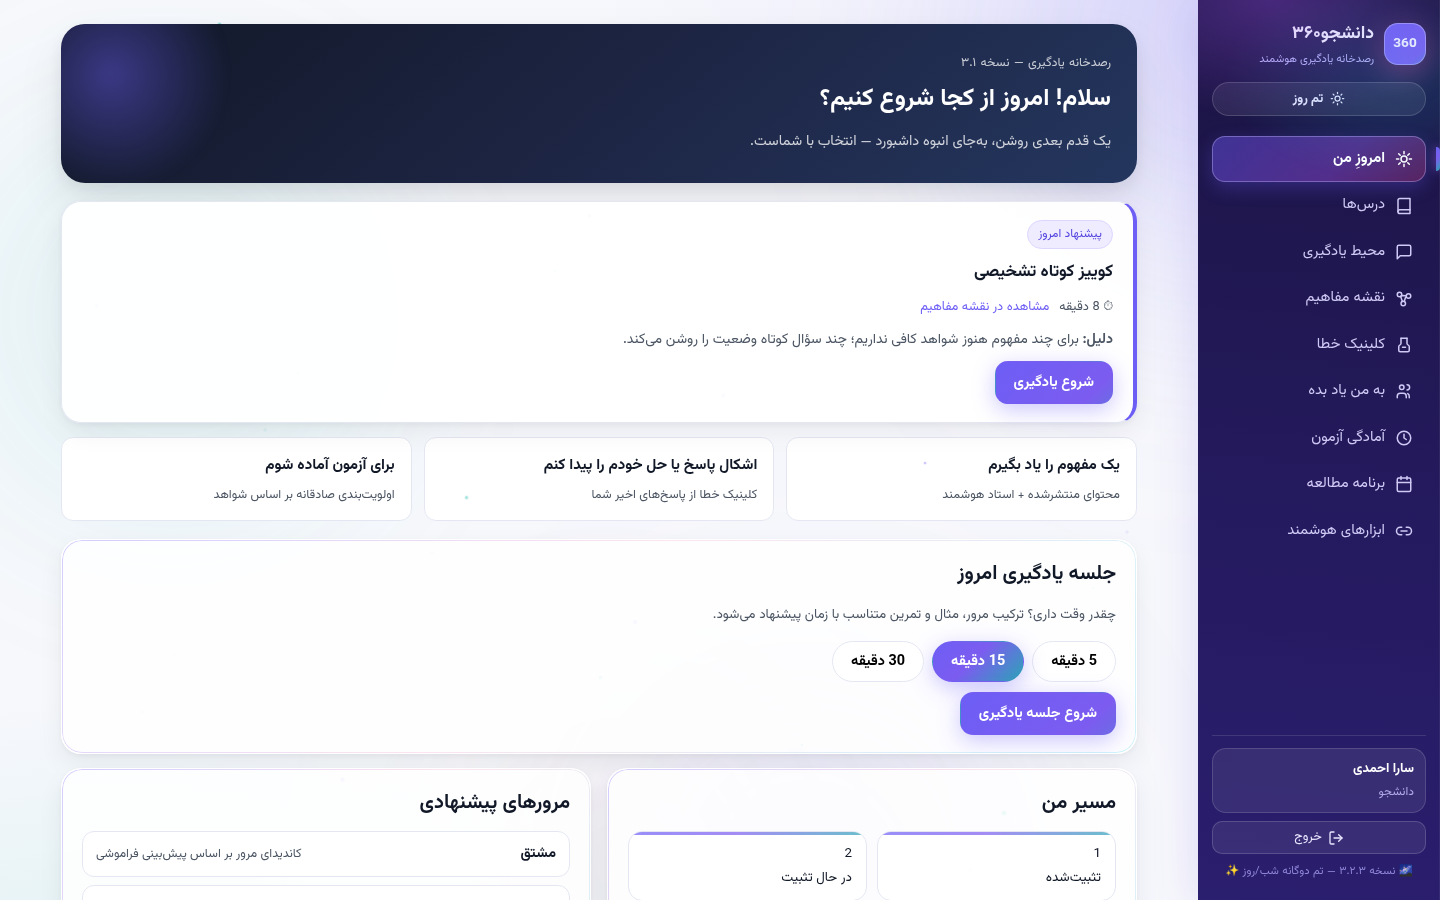 360
دانشجو۳۶۰
رصدخانه یادگیری هوشمند
تم روز
امروز من
درس‌ها
محیط یادگیری
نقشه مفاهیم
کلینیک خطا
به من یاد بده
آمادگی آزمون
برنامه مطالعه
ابزارهای هوشمند
سارا احمدی
دانشجو
خروج
نسخه ۳.۲.۳ — تم دوگانه شب/روز ✨
رصدخانه یادگیری — نسخه ۳.۱
سلام! امروز از کجا شروع کنیم؟
یک قدم بعدی روشن، به‌جای انبوه داشبورد — انتخاب با شماست.
پیشنهاد امروز
کوییز کوتاه تشخیصی
⏱ 8 دقیقه مشاهده در نقشه مفاهیم
دلیل: برای چند مفهوم هنوز شواهد کافی نداریم؛ چند سؤال کوتاه وضعیت را روشن می‌کند.
شروع یادگیری
یک مفهوم را یاد بگیرم
محتوای منتشرشده + استاد هوشمند
اشکال پاسخ یا حل خودم را پیدا کنم
کلینیک خطا از پاسخ‌های اخیر شما
برای آزمون آماده شوم
اولویت‌بندی صادقانه بر اساس شواهد
جلسه یادگیری امروز
چقدر وقت داری؟ ترکیب مرور، مثال و تمرین متناسب با زمان پیشنهاد می‌شود.
5 دقیقه
15 دقیقه
30 دقیقه
شروع جلسه یادگیری
مسیر من
1
تثبیت‌شده
2
در حال تثبیت
مرورهای پیشنهادی
مشتق
کاندیدای مرور بر اساس پیش‌بینی فراموشی